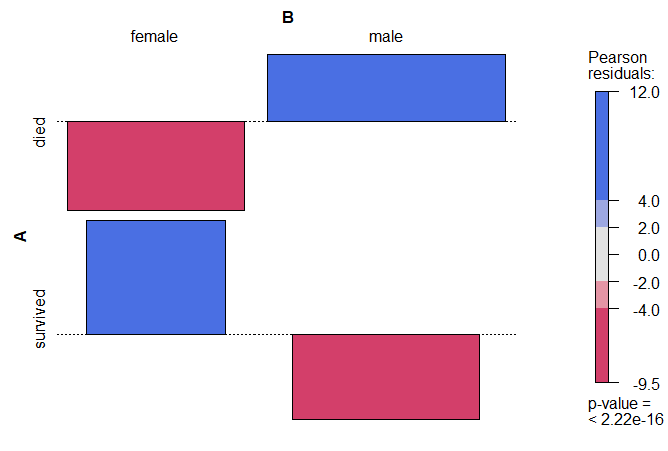 B
female
male
Pearson
residuals:
12.0
4.0
2.0
0.0
-2.0
-4.0
-9.5
p-value =
< 2.22e-16
died
A
survived